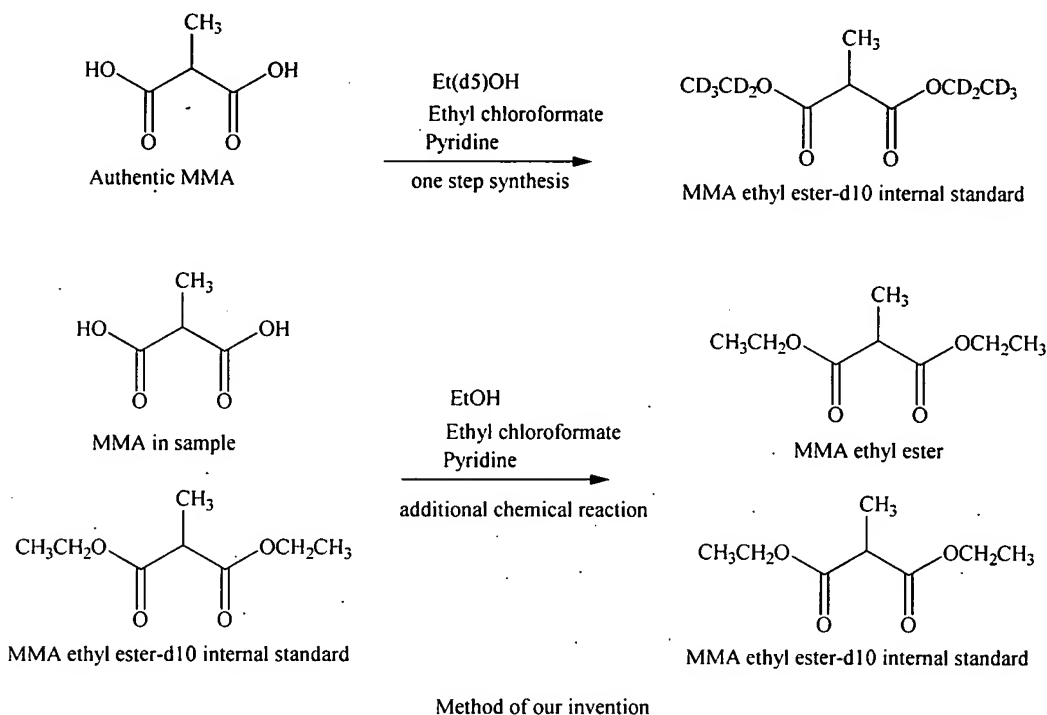 CH₃
HO
OH
O
O
Authentic MMA
Et(d5)OH
Ethyl chloroformate
Pyridine
one step synthesis
CH₃
CD₃CD₂O
OCD₂CD₃
O
O
MMA ethyl ester-d10 internal standard
CH₃
HO
OH
O
O
MMA in sample
CH₃
CH₃CH₂O
OCH₂CH₃
O
O
MMA ethyl ester-d10 internal standard
EtOH
Ethyl chloroformate
Pyridine
additional chemical reaction
CH₃
CH₃CH₂O
OCH₂CH₃
O
O
MMA ethyl ester
CH₃
CH₃CH₂O
OCH₂CH₃
O
O
MMA ethyl ester-d10 internal standard
Method of our invention